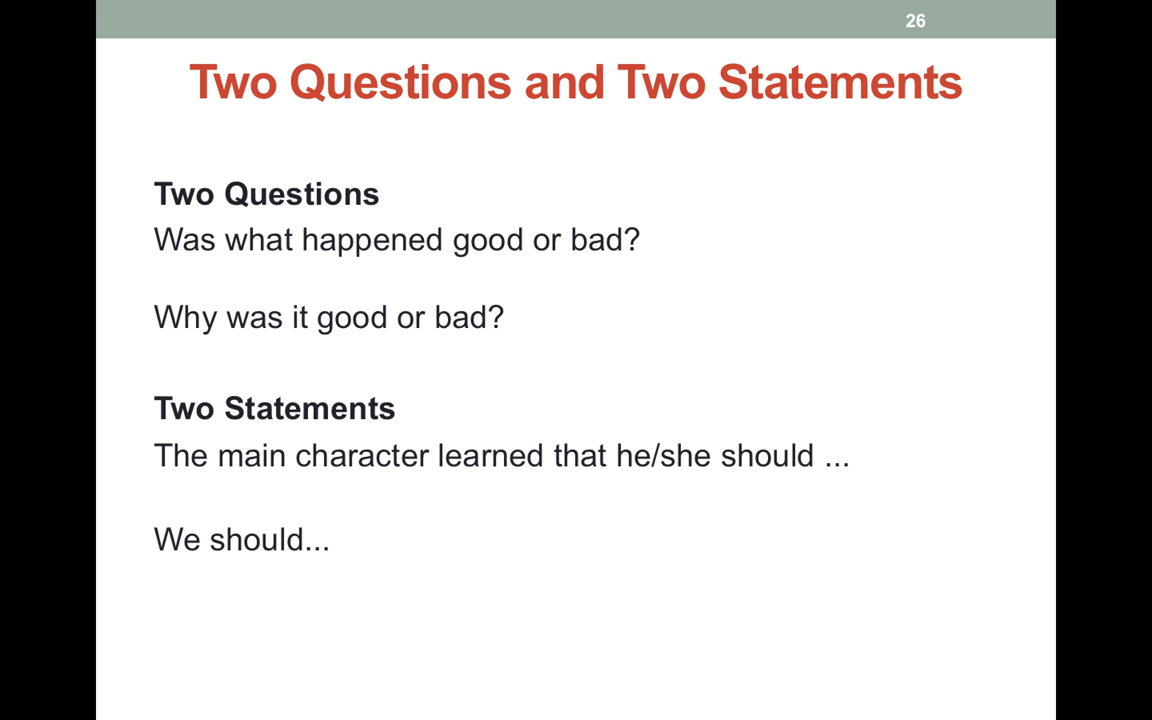 26
Two Questions and Two Statements
Two Questions
Was what happened good or bad?
Why was it good or bad?
Two Statements
The main character learned that he/she should ...
We should...